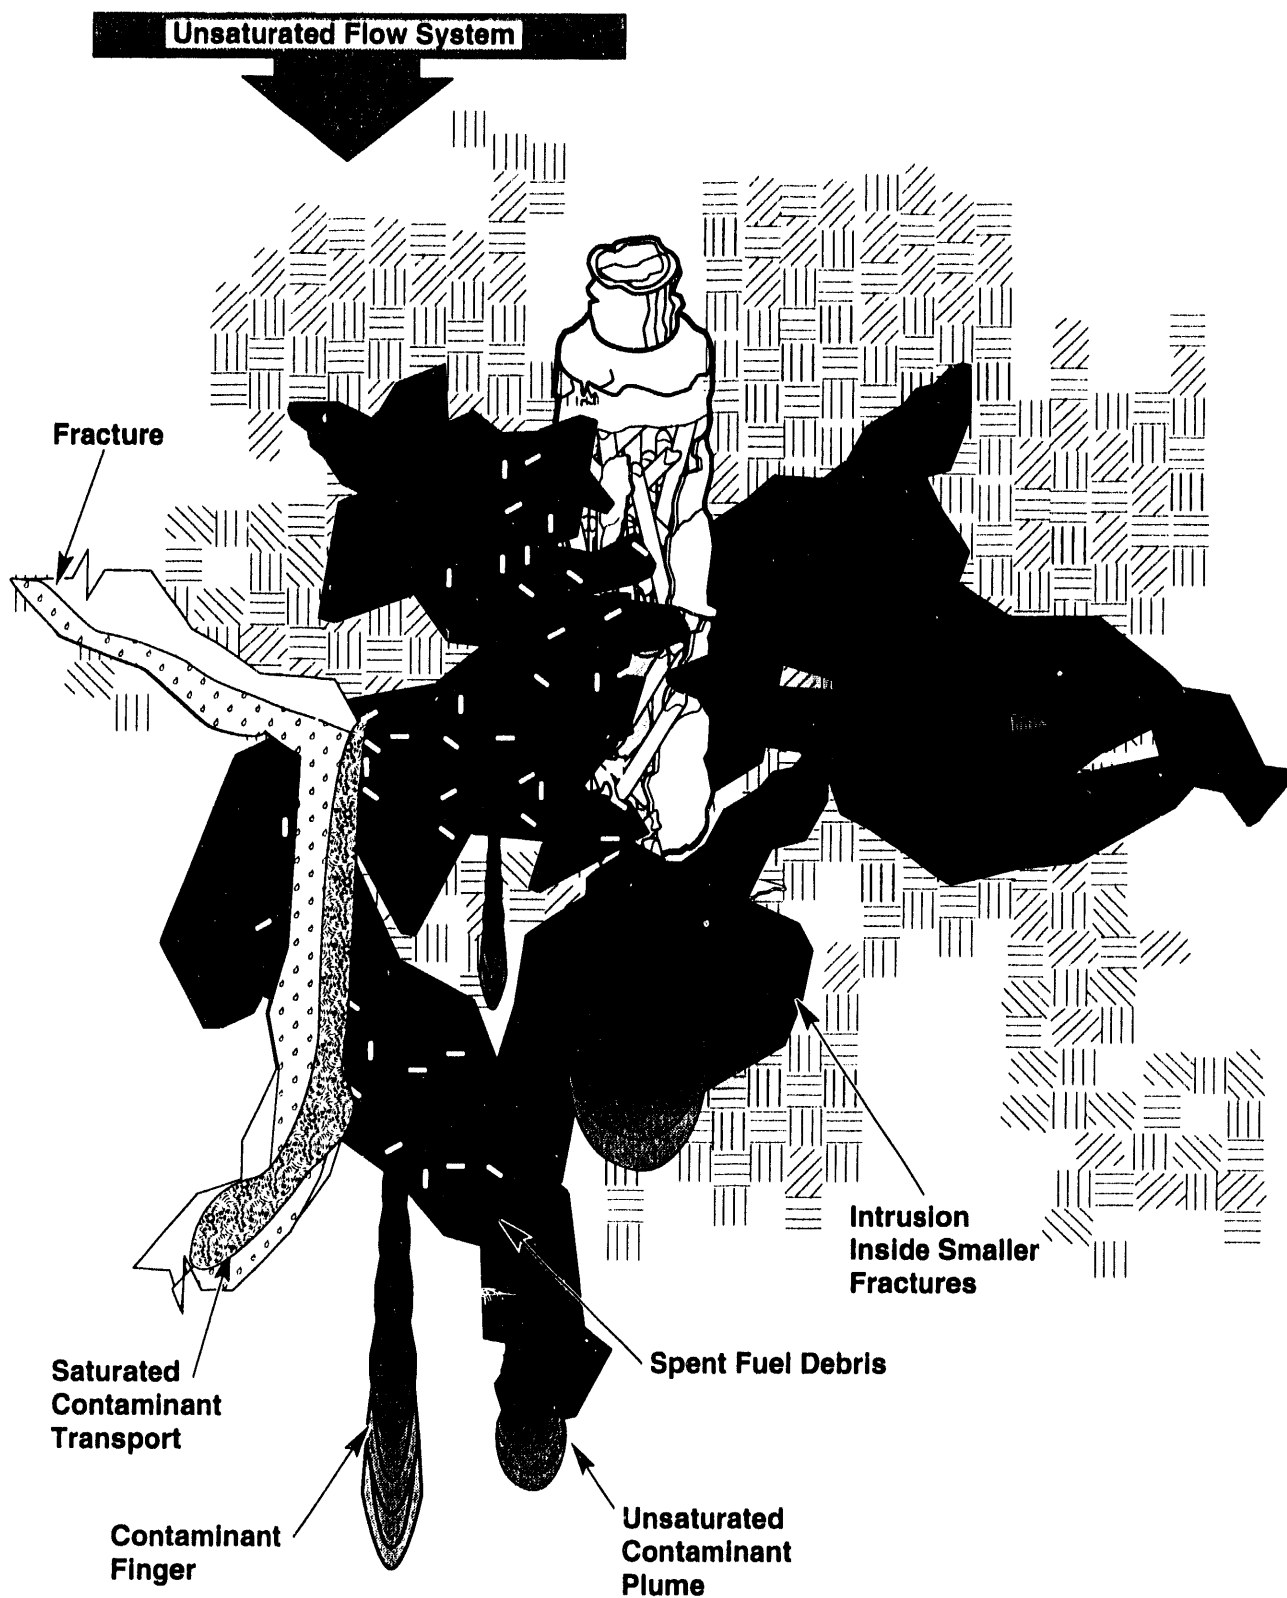 Unsaturated Flow System
Fracture
Intrusion
Inside Smaller
Fractures
Spent Fuel Debris
Saturated
Contaminant
Transport
Contaminant
Finger
Unsaturated
Contaminant
Plume